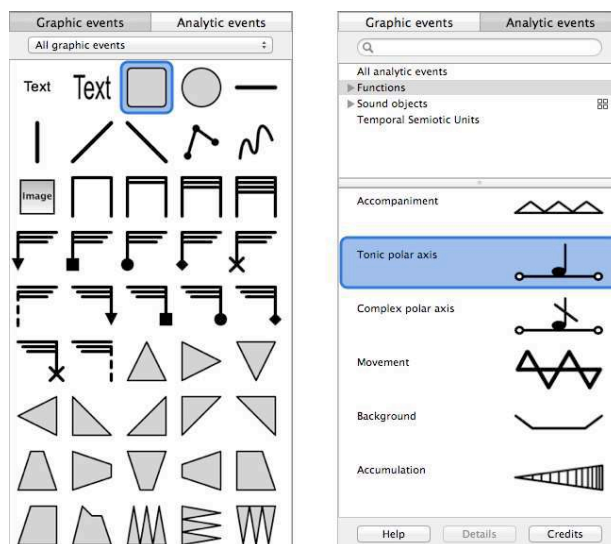 Graphic events Analytic events
All graphic events
Text Text
Image
Graphic events Analytic events
All analytic events
Functions
Sound objects
Temporal Semiotic Units
Accompaniment
Tonic polar axis
Complex polar axis
Movement
Background
Accumulation
Help Details Credits